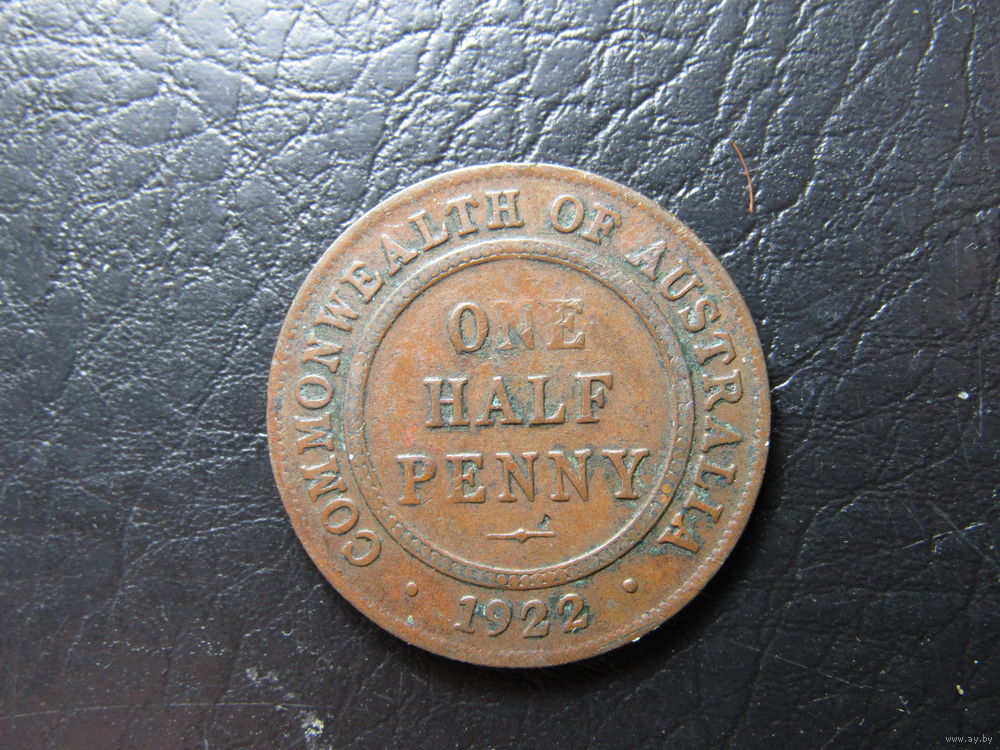 COMMONWEALTH OF AUSTRALIA
ONE
HALF
PENNY
· 1922 ·
www.ay.by